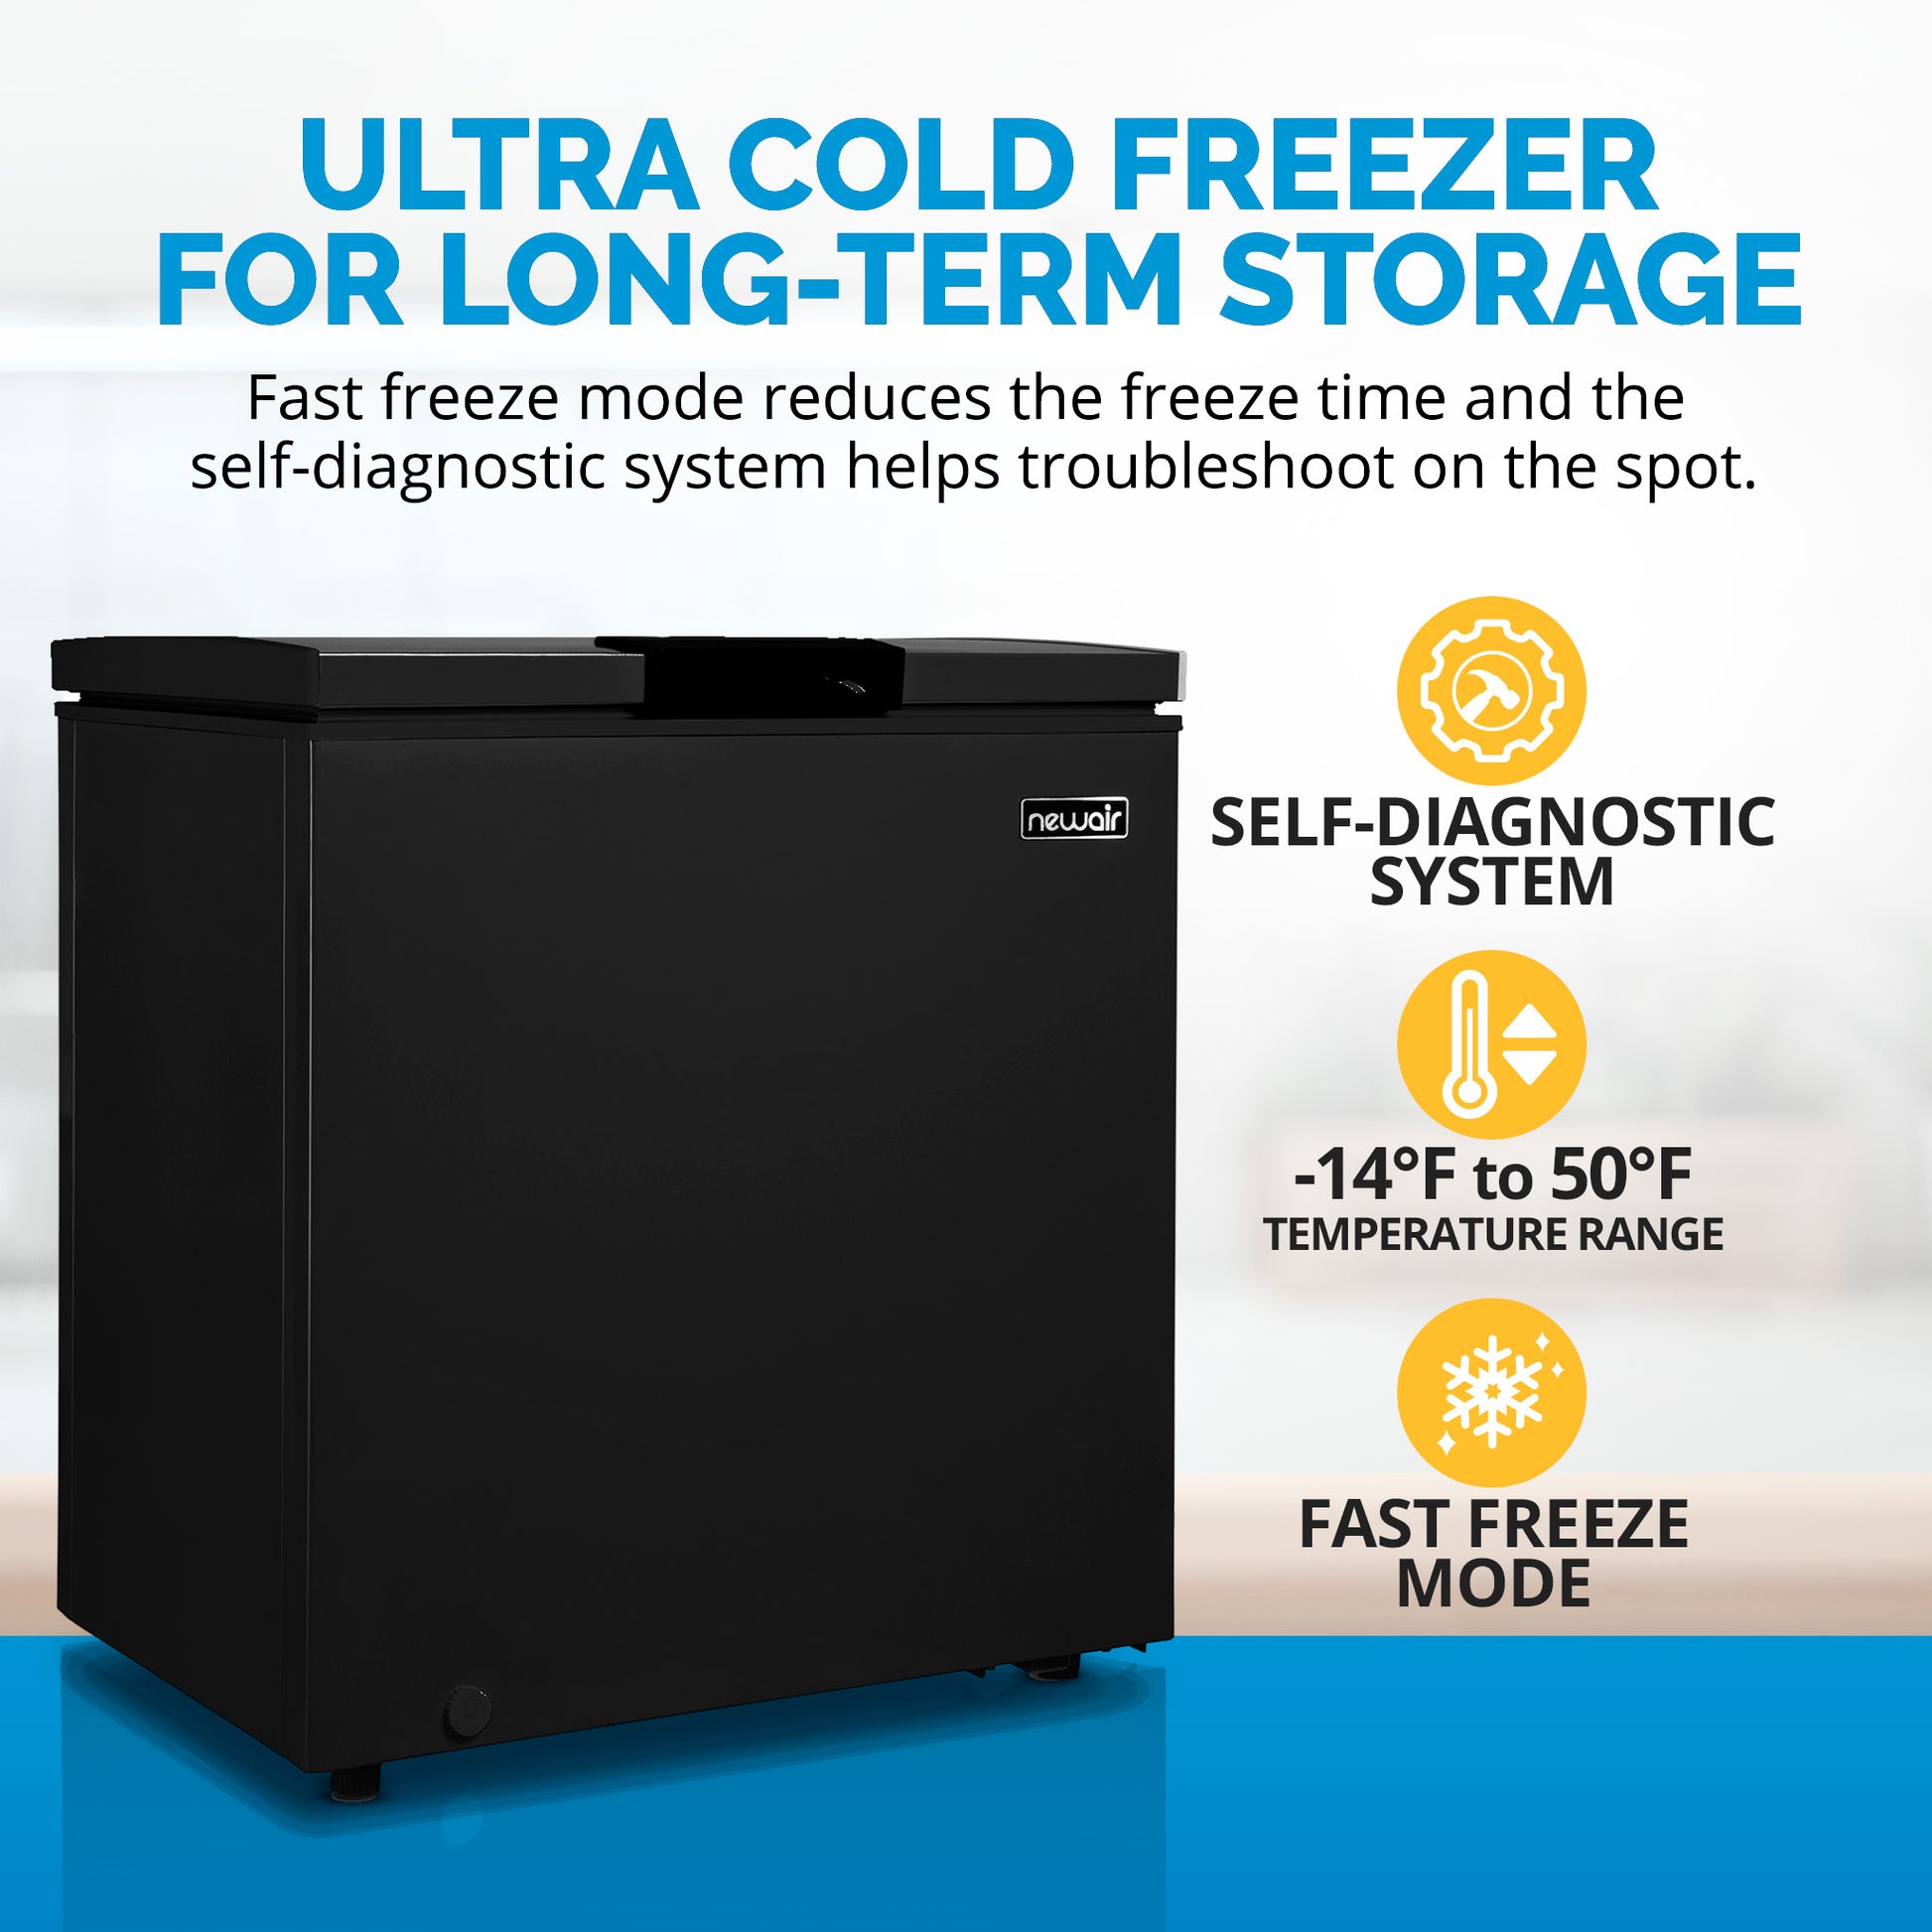 ULTRA COLD FREEZER
FOR LONG-TERM STORAGE
Fast freeze mode reduces the freeze time and the
self-diagnostic system helps troubleshoot on the spot.
newair
SELF-DIAGNOSTIC
SYSTEM
-14°F to 50°F
TEMPERATURE RANGE
FAST FREEZE
MODE